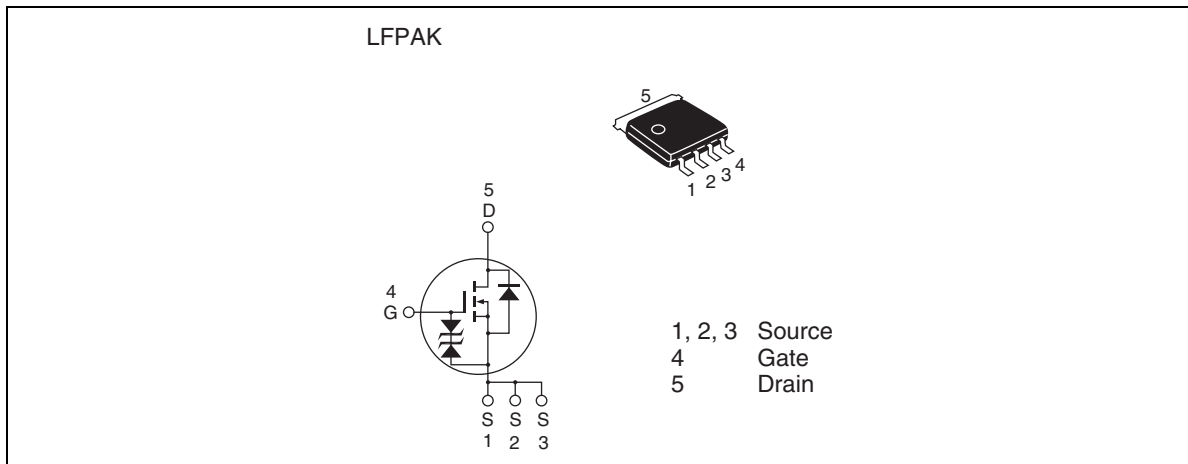 LFPAK
5
1 2 3 4
5
D
4
G
S S S
1 2 3
1, 2, 3 Source
4 Gate
5 Drain